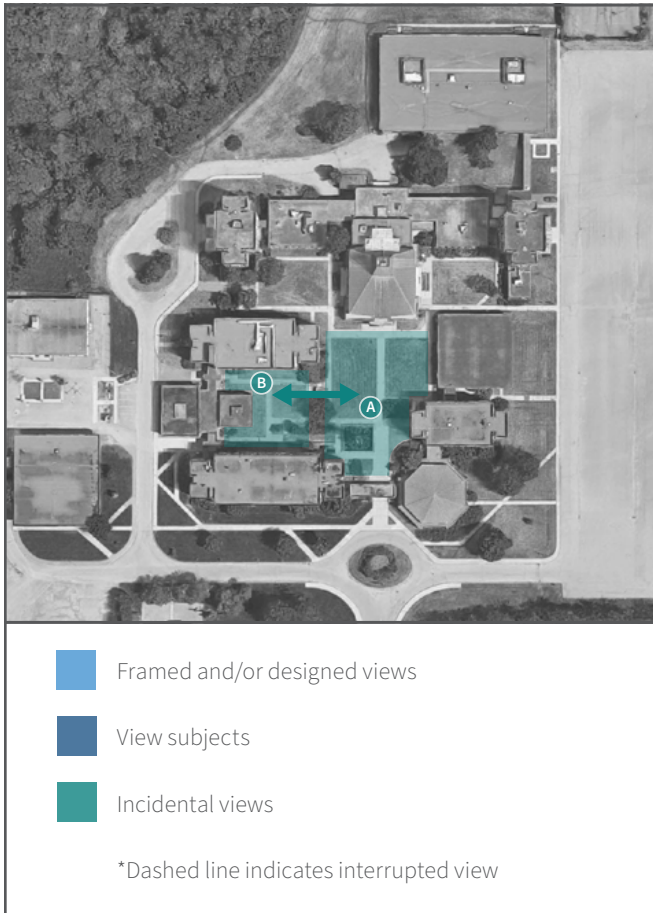 B
A
Framed and/or designed views
View subjects
Incidental views
*Dashed line indicates interrupted view